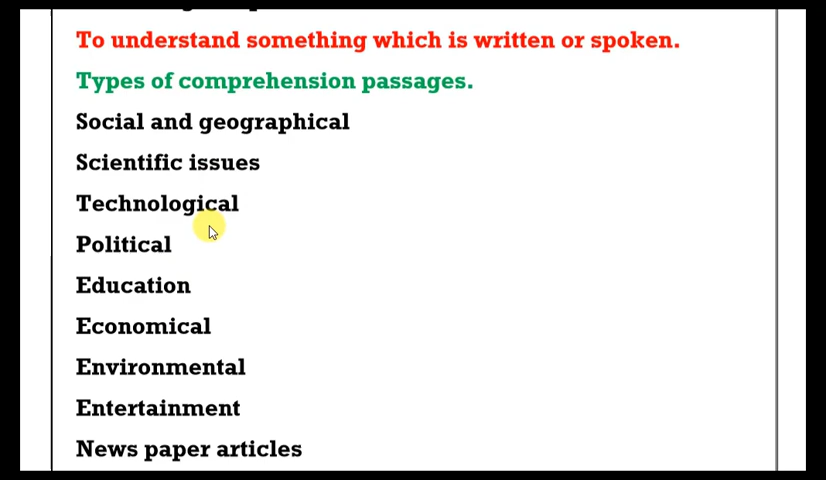 To understand something which is written or spoken.
Types of comprehension passages.
Social and geographical
Scientific issues
Technological
Political
Education
Economical
Environmental
Entertainment
News paper articles